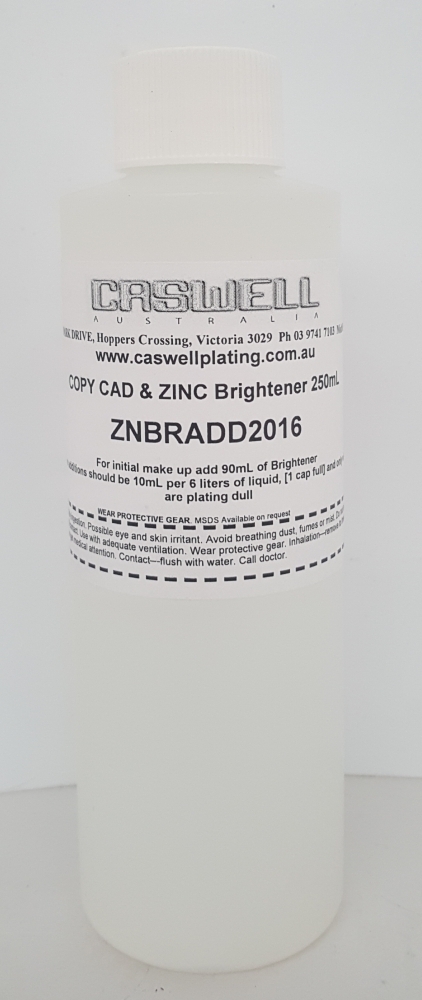 CASWELL
AUSTRALIA
DRIVE, Hoppers Crossing, Victoria 3029 Ph 03 9741 7183
www.caswellplating.com.au
COPY CAD & ZINC Brightener 250mL
ZNBRADD2016
For initial make up add 90mL of Brightener
should be 10mL per 6 liters of liquid, [1 cap full] and
are plating dull
WEAR PROTECTIVE GEAR. MSDS Available on request
Possible eye and skin irritant. Avoid breathing dust, fumes or mist.
Use with adequate ventilation. Wear protective gear. Inhalation—
medical attention. Contact—flush with water. Call doctor.